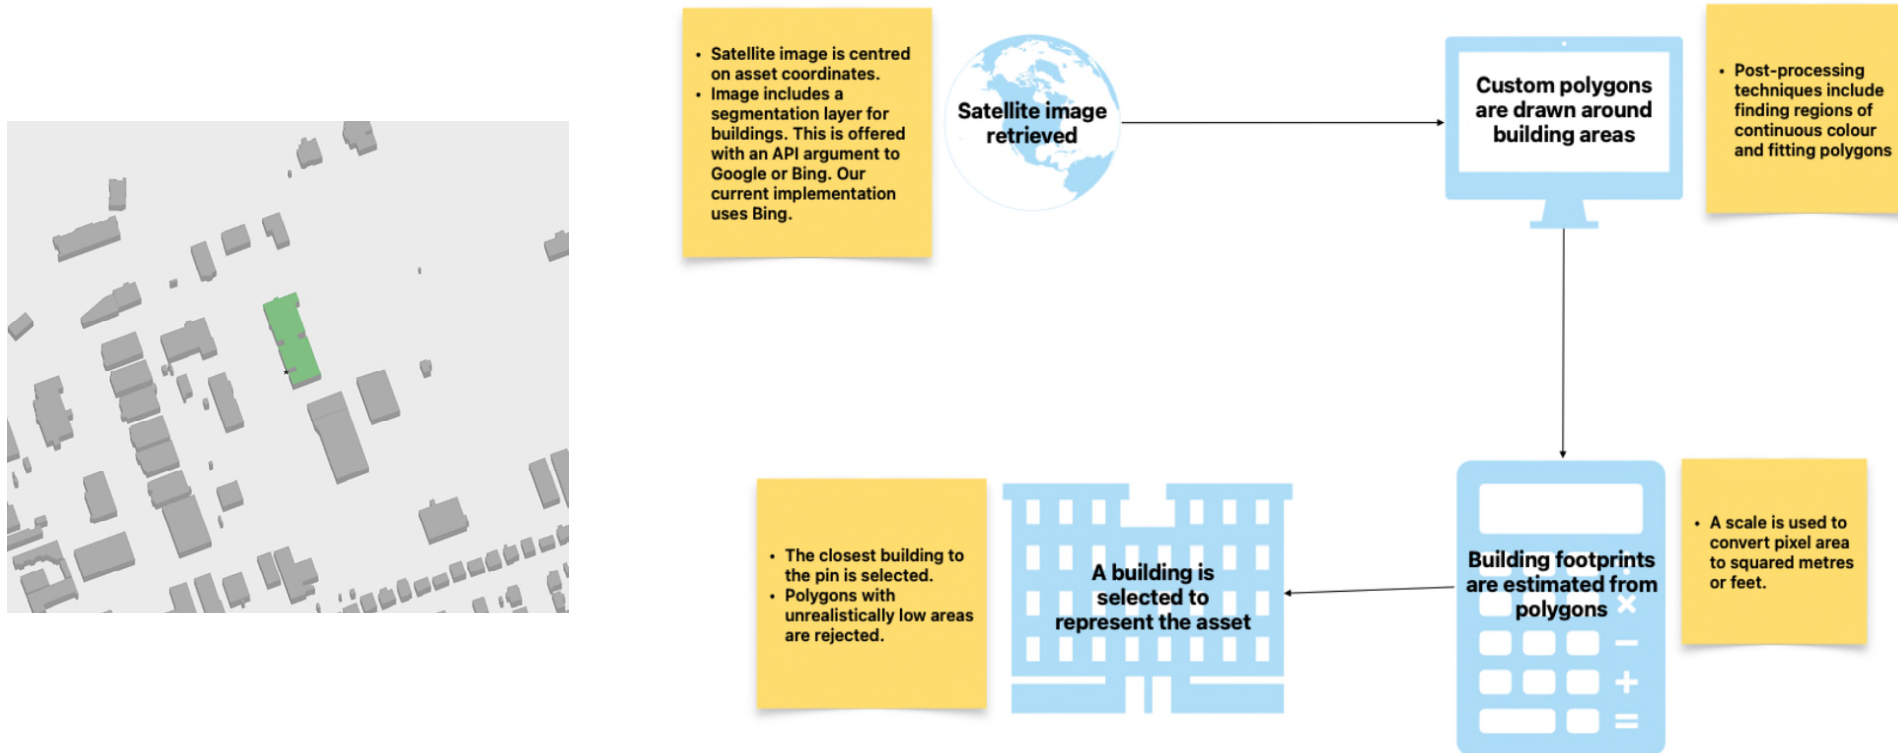 • Satellite image is centred
on asset coordinates.
• Image includes a
segmentation layer for
buildings. This is offered
with an API argument to
Google or Bing. Our
current implementation
uses Bing.
Satellite image
retrieved
Custom polygons
are drawn around
building areas
• Post-processing
techniques include
finding regions of
continuous colour
and fitting polygons
• The closest building to
the pin is selected.
• Polygons with
unrealistically low areas
are rejected.
A building is
selected to
represent the asset
Building footprints
are estimated from
polygons
• A scale is used to
convert pixel area
to squared metres
or feet.